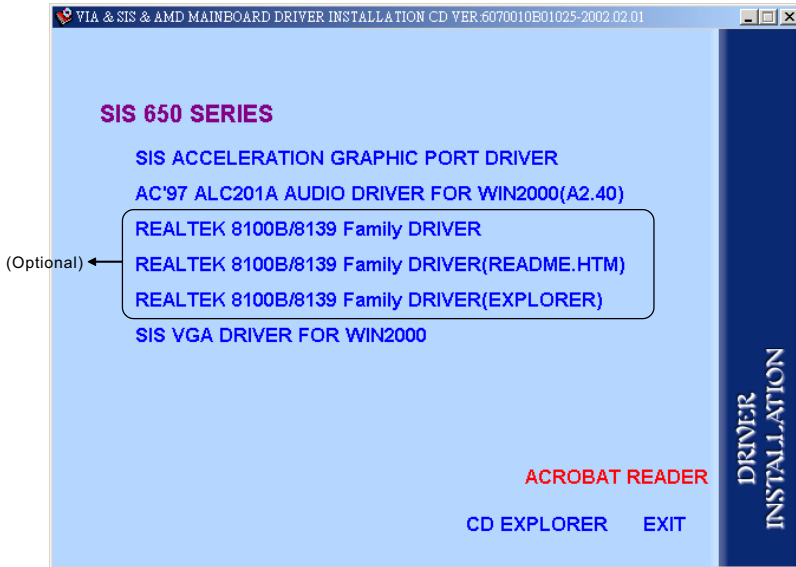 VIA & SIS & AMD MAINBOARD DRIVER INSTALLATION CD VER:6070010B01025-2002.02.01
SIS 650 SERIES
SIS ACCELERATION GRAPHIC PORT DRIVER
AC'97 ALC201A AUDIO DRIVER FOR WIN2000(A2.40)
REALTEK 8100B/8139 Family DRIVER
(Optional)
REALTEK 8100B/8139 Family DRIVER(README.HTM)
REALTEK 8100B/8139 Family DRIVER(EXPLORER)
SIS VGA DRIVER FOR WIN2000
ACROBAT READER
CD EXPLORER EXIT
DRIVER
INSTALLATION